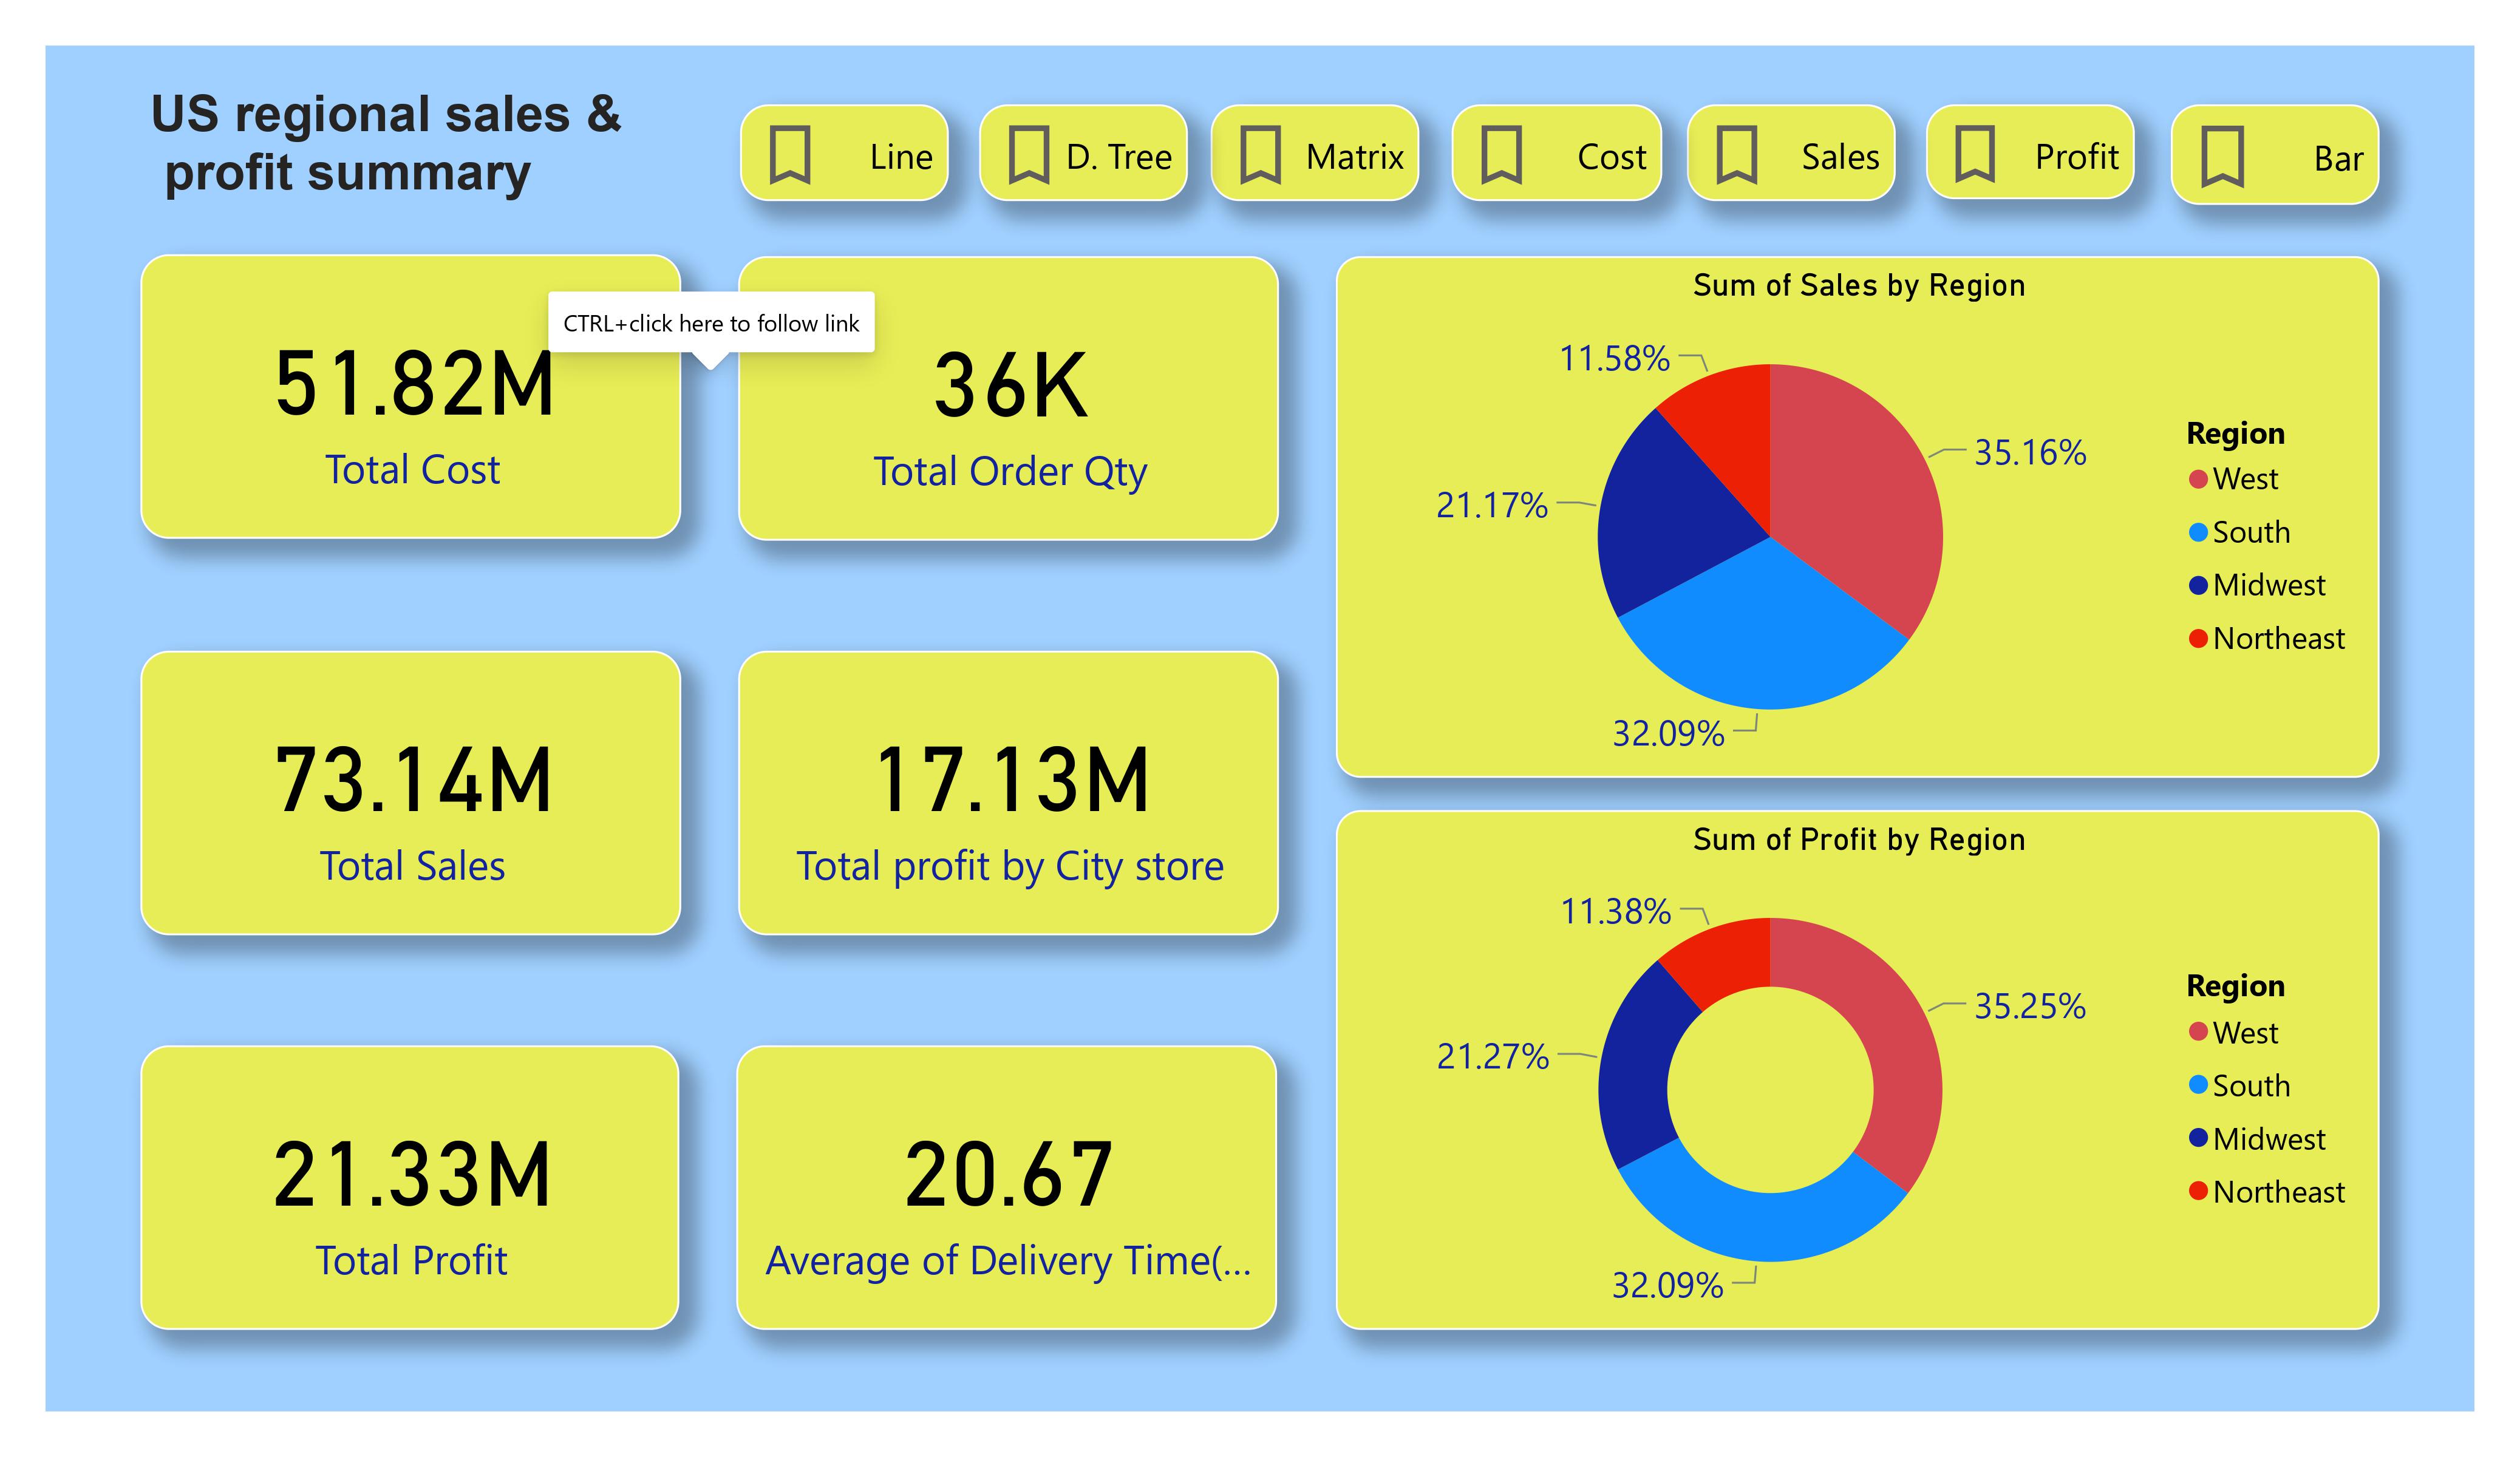 US regional sales &
profit summary
Line
D. Tree
Matrix
Cost
Sales
Profit
Bar
51.82M
Total Cost
CTRL+click here to follow link
36K
Total Order Qty
73.14M
Total Sales
17.13M
Total profit by City store
21.33M
Total Profit
20.67
Average of Delivery Time(...
Sum of Sales by Region
11.58%
35.16%
21.17%
32.09%
Region
West
South
Midwest
Northeast
Sum of Profit by Region
11.38%
35.25%
21.27%
32.09%
Region
West
South
Midwest
Northeast